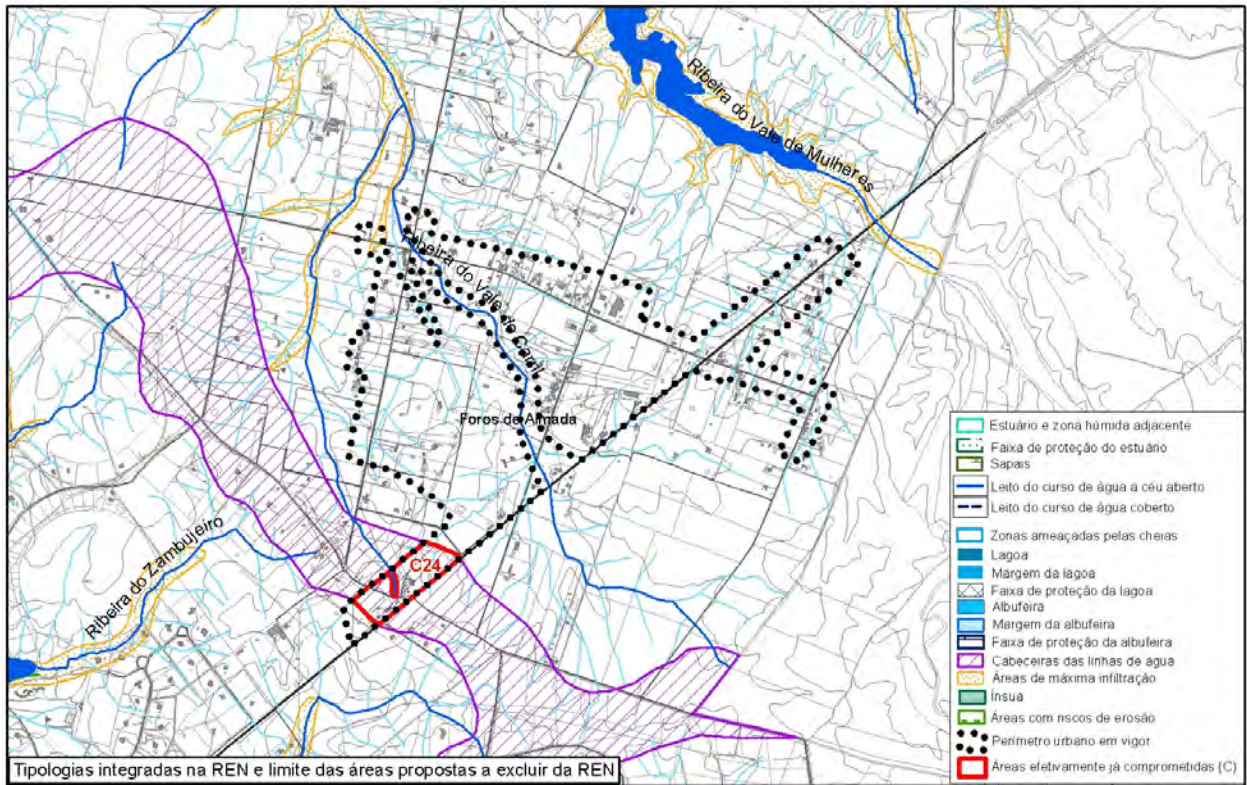 Ribeira do Vale de Mulheres
Ribeira do Vale de Canil
Foros de Almada
C24
Ribeira do Zambujeiro
Estuário e zona húmida adjacente
Faixa de proteção do estuário
Sapais
Leito do curso de água a céu aberto
Leito do curso de água coberto
Zonas ameaçadas pelas cheias
Lagoa
Margem da lagoa
Faixa de proteção da lagoa
Albufeira
Margem da albufeira
Faixa de proteção da albufeira
Cabeceiras das linhas de água
Áreas de máxima infiltração
Ínsua
Áreas com riscos de erosão
Perímetro urbano em vigor
Áreas efetivamente já comprometidas (C)
Tipologias integradas na REN e limite das áreas propostas a excluir da REN